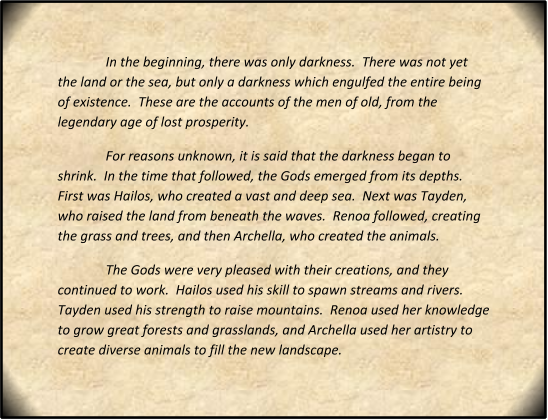 In the beginning, there was only darkness.  There was not yet
the land or the sea, but only a darkness which engulfed the entire being
of existence.  These are the accounts of the men of old, from the
legendary age of lost prosperity.
For reasons unknown, it is said that the darkness began to
shrink.  In the time that followed, the Gods emerged from its depths.
First was Hailos, who created a vast and deep sea.  Next was Tayden,
who raised the land from beneath the waves.  Renoa followed, creating
the grass and trees, and then Archella, who created the animals.
The Gods were very pleased with their creations, and they
continued to work.  Hailos used his skill to spawn streams and rivers.
Tayden used his strength to raise mountains.  Renoa used her knowledge
to grow great forests and grasslands, and Archella used her artistry to
create diverse animals to fill the new landscape.